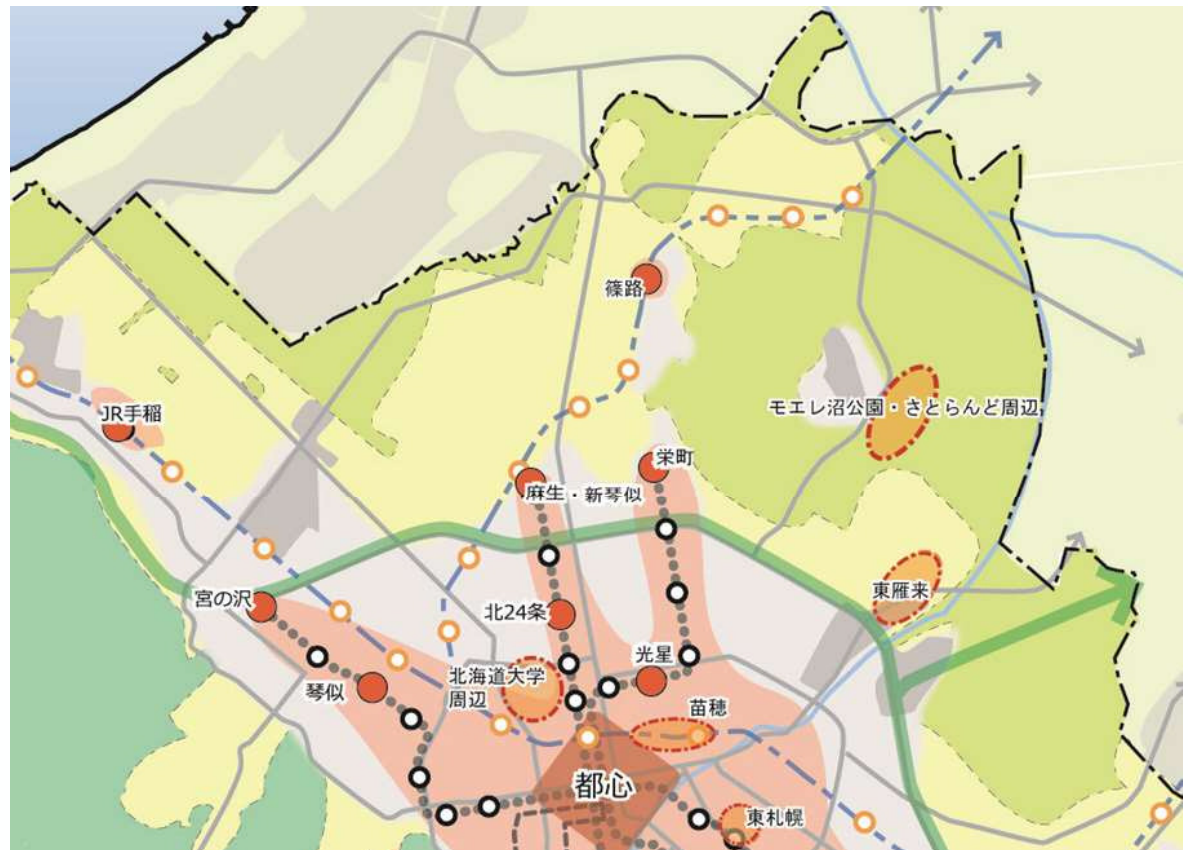 篠路
JR手稲
モエレ沼公園・さとらんど周辺
栄町
麻生・新琴似
宮の沢
東雁来
北24条
光星
北海道大学
周辺
琴似
苗穂
都心
東札幌